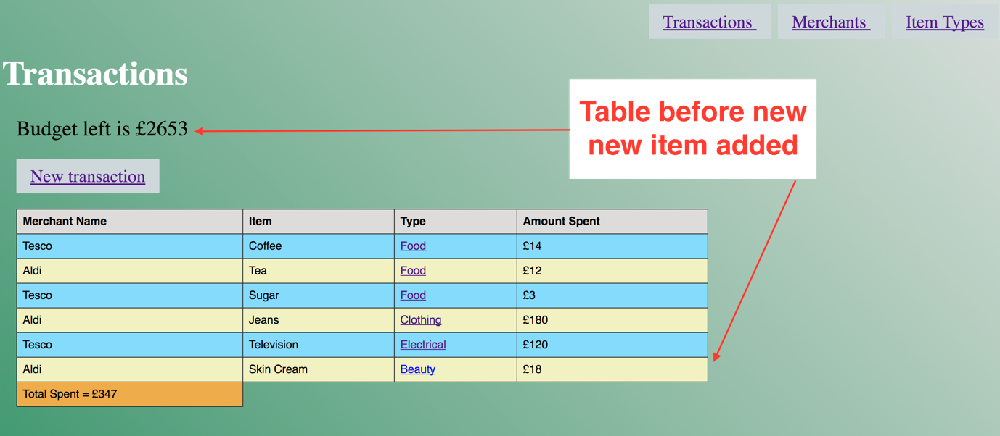 Transactions Merchants Item Types
Transactions
Budget left is £2653
Table before new
new item added
New transaction
Merchant Name Item Type Amount Spent
Tesco Coffee Food £14
Aldi Tea Food £12
Tesco Sugar Food £3
Aldi Jeans Clothing £180
Tesco Television Electrical £120
Aldi Skin Cream Beauty £18
Total Spent = £347